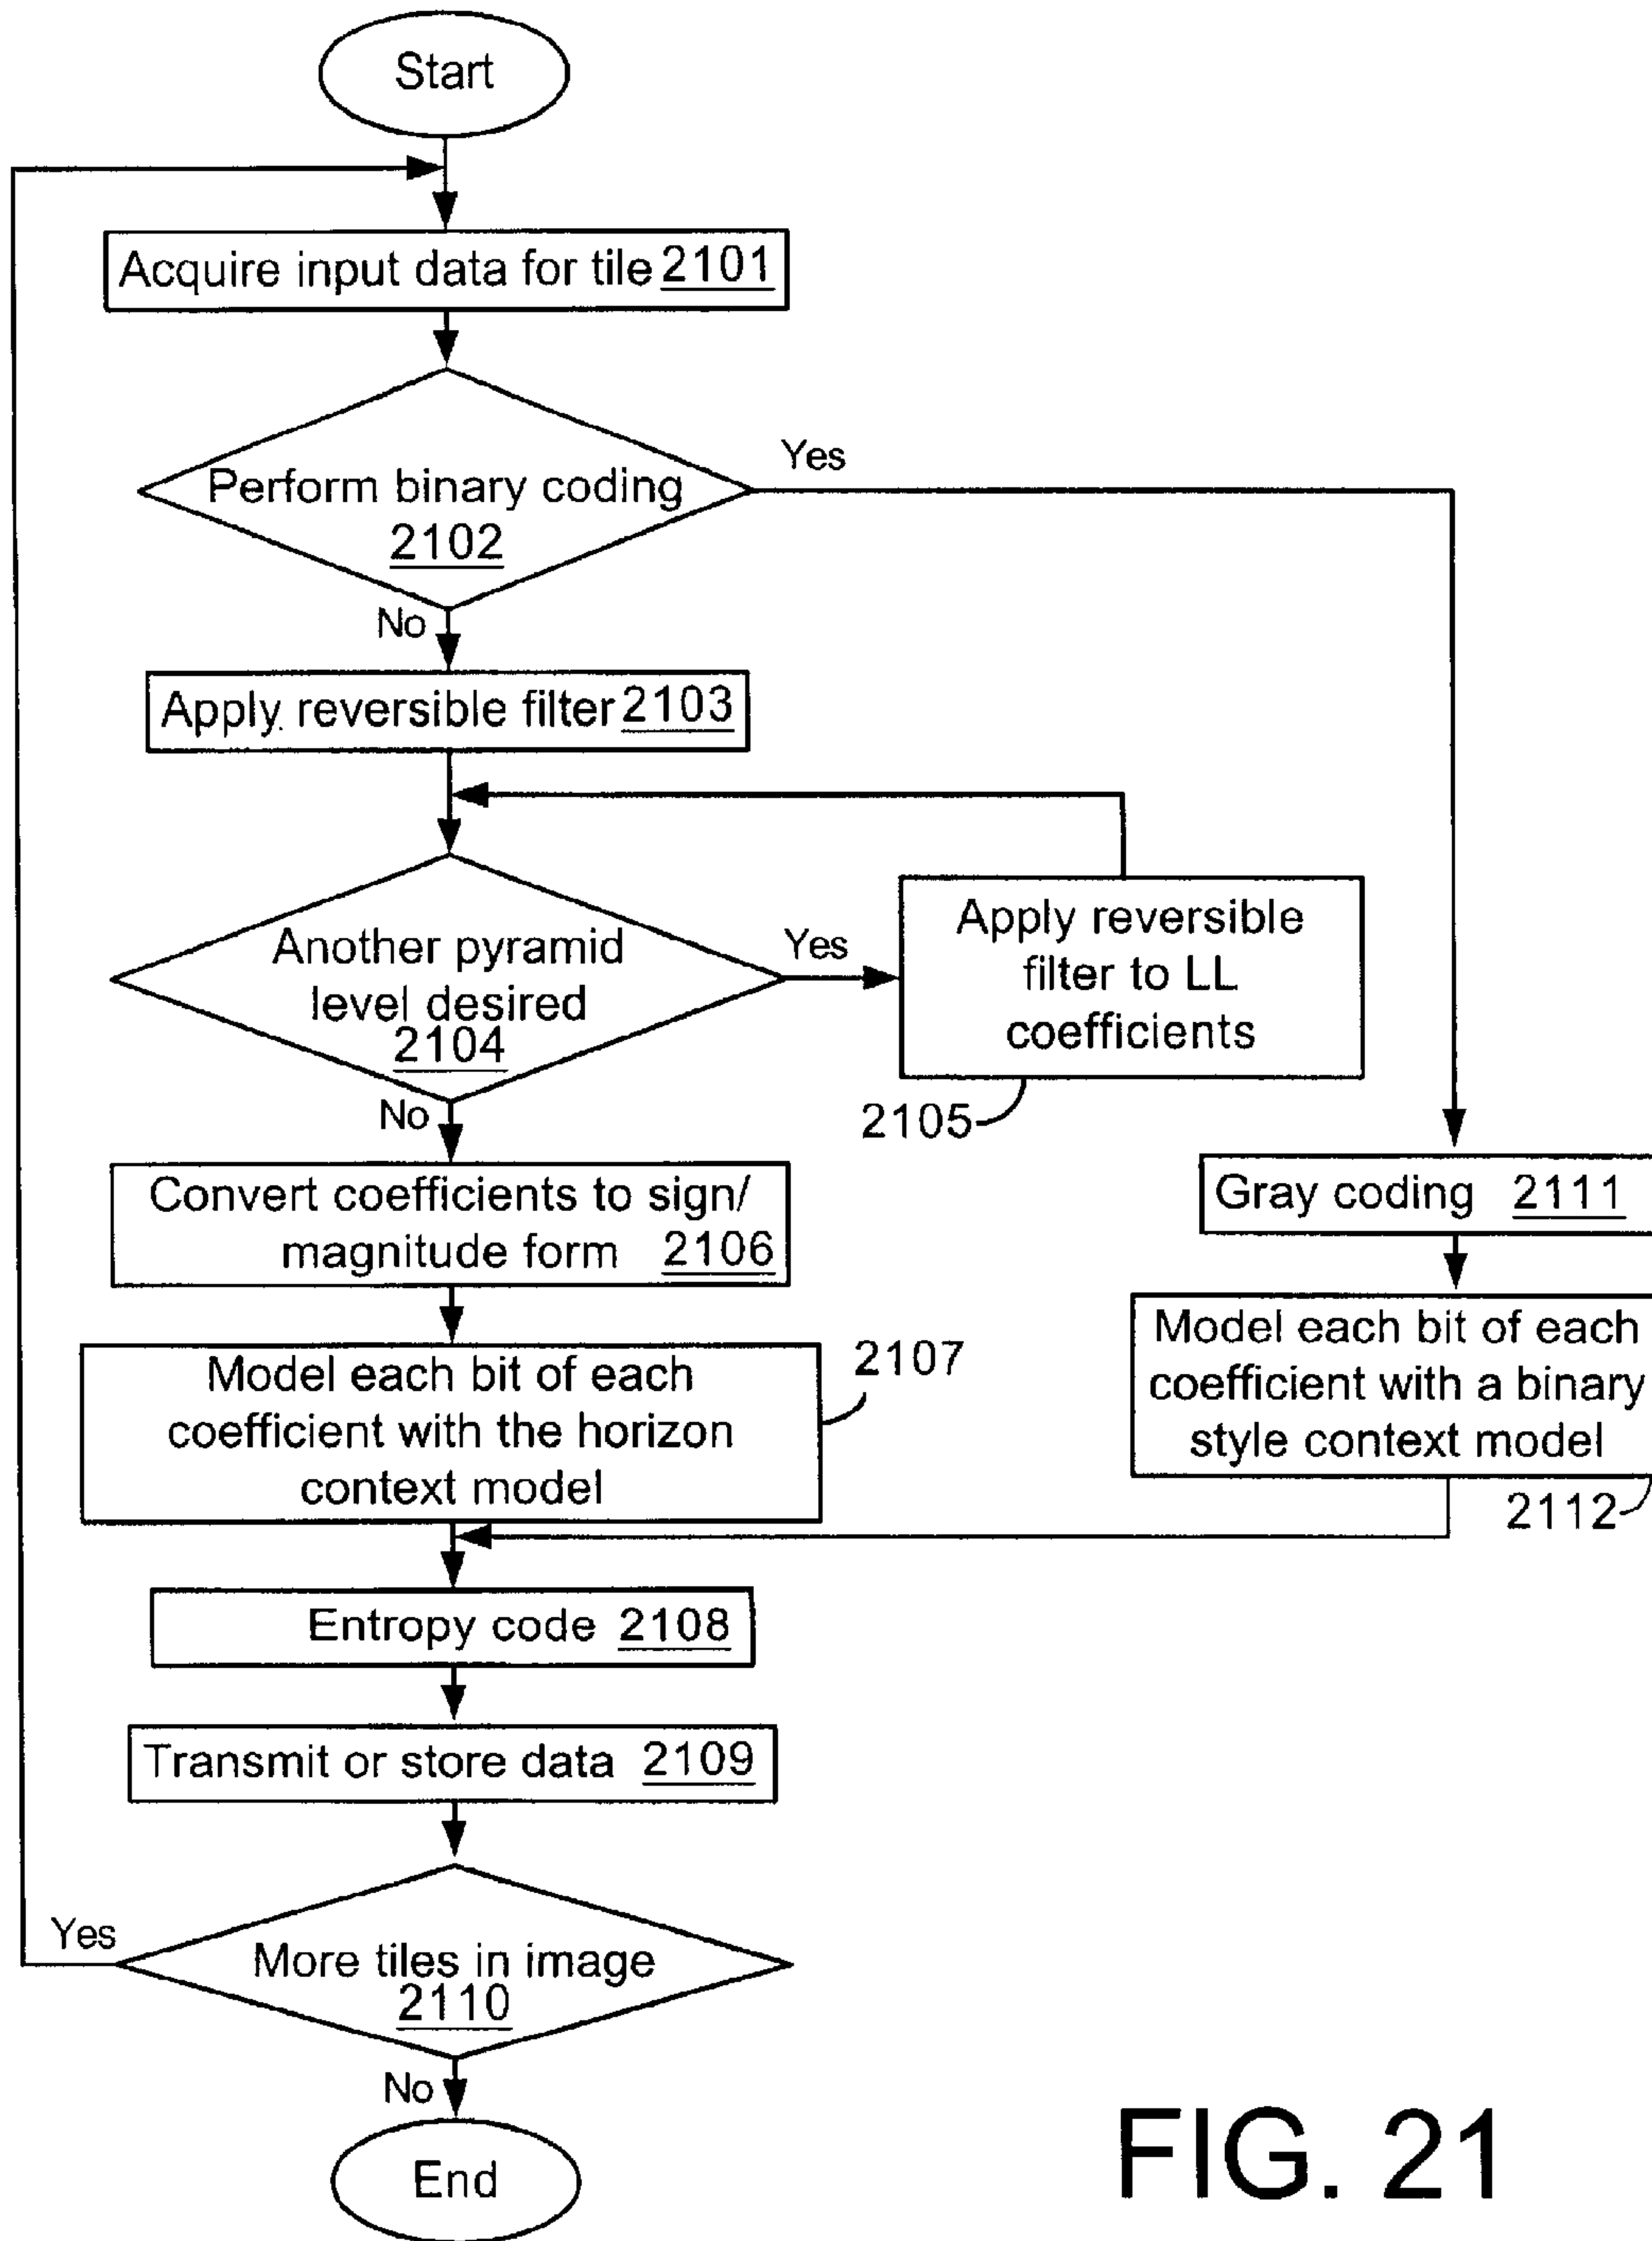 Start
Acquire input data for tile 2101
Perform binary coding
2102
Yes
No
Apply reversible filter 2103
Another pyramid
level desired
2104
Yes
No
Apply reversible
filter to LL
coefficients
2105
Convert coefficients to sign/
magnitude form 2106
Gray coding 2111
Model each bit of each
coefficient with the horizon
context model
2107
Model each bit of each
coefficient with a binary
style context model
2112
Entropy code 2108
Transmit or store data 2109
More tiles in image
2110
Yes
No
End
FIG. 21